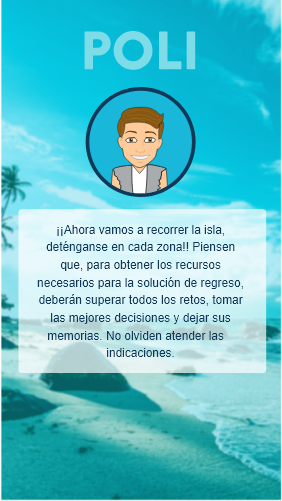 POLI
¡¡Ahora vamos a recorrer la isla,
deténganse en cada zona!! Piensen
que, para obtener los recursos
necesarios para la solución de regreso,
deberán superar todos los retos, tomar
las mejores decisiones y dejar sus
memorias. No olviden atender las
indicaciones.